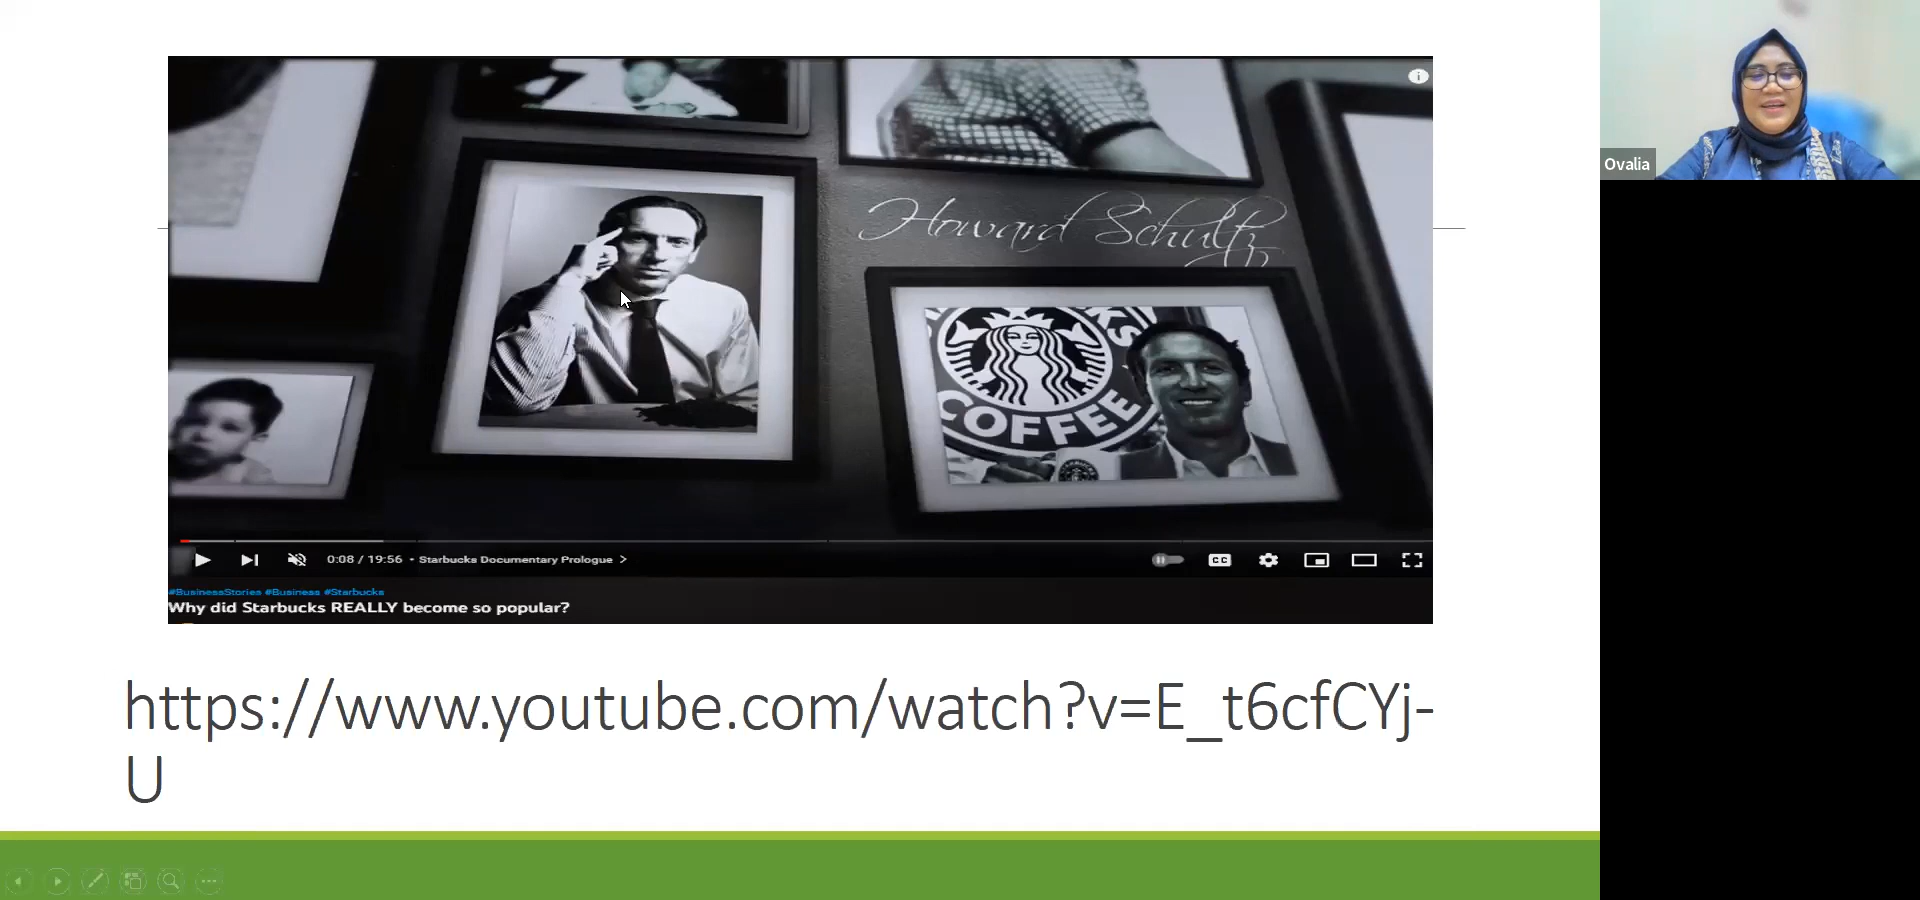 Howard Schultz
COFFEE
0:08 / 19:56 • Starbucks Documentary Prologue >
CC
#BusinessStories #Business #Starbucks
Why did Starbucks REALLY become so popular?
https://www.youtube.com/watch?v=E_t6cfCYj-
U
Ovalia